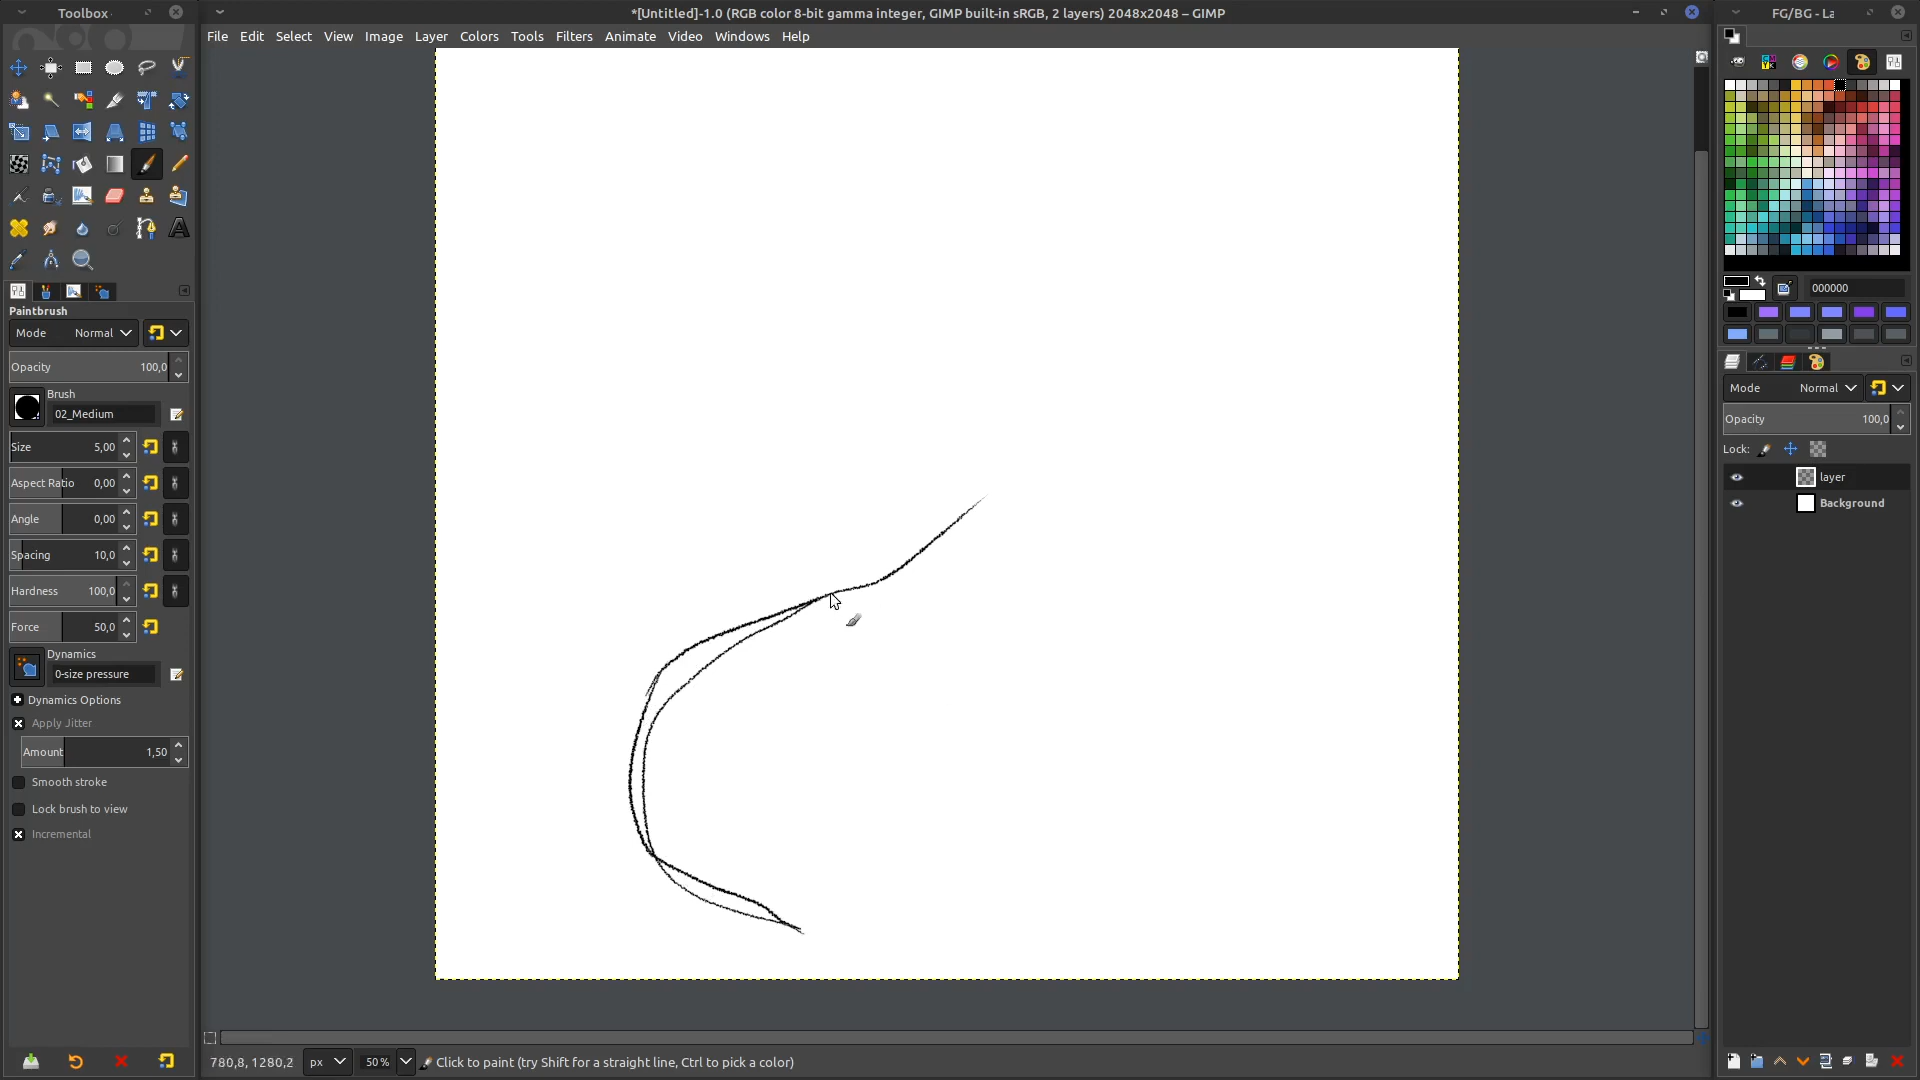 Toolbox
*[Untitled]-1.0 (RGB color 8-bit gamma integer, GIMP built-in sRGB, 2 layers) 2048x2048 – GIMP
FG/BG - La
File Edit Select View Image Layer Colors Tools Filters Animate Video Windows Help
Paintbrush
Mode Normal
Opacity 100,0
Brush
02_Medium
Size 5,00
Aspect Ratio 0,00
Angle 0,00
Spacing 10,0
Hardness 100,0
Force 50,0
Dynamics
0-size pressure
Dynamics Options
Apply Jitter
Amount 1,50
Smooth stroke
Lock brush to view
Incremental
000000
Mode Normal
Opacity 100,0
Lock:
layer
Background
780,8, 1280,2 px 50% Click to paint (try Shift for a straight line, Ctrl to pick a color)